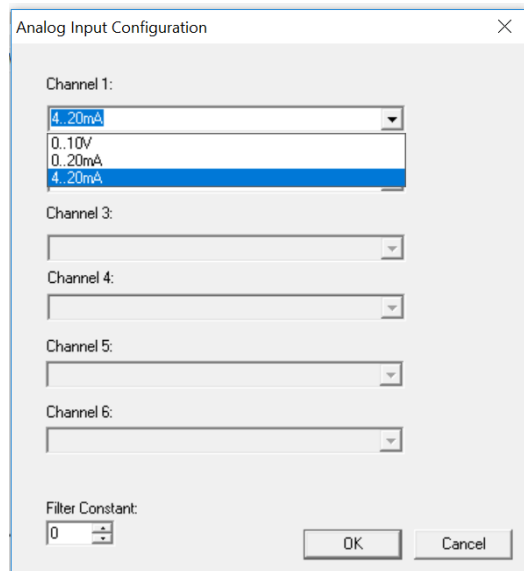 Analog Input Configuration
Channel 1:
4..20mA
0..10V
0..20mA
4..20mA
Channel 3:
Channel 4:
Channel 5:
Channel 6:
Filter Constant:
0
OK
Cancel